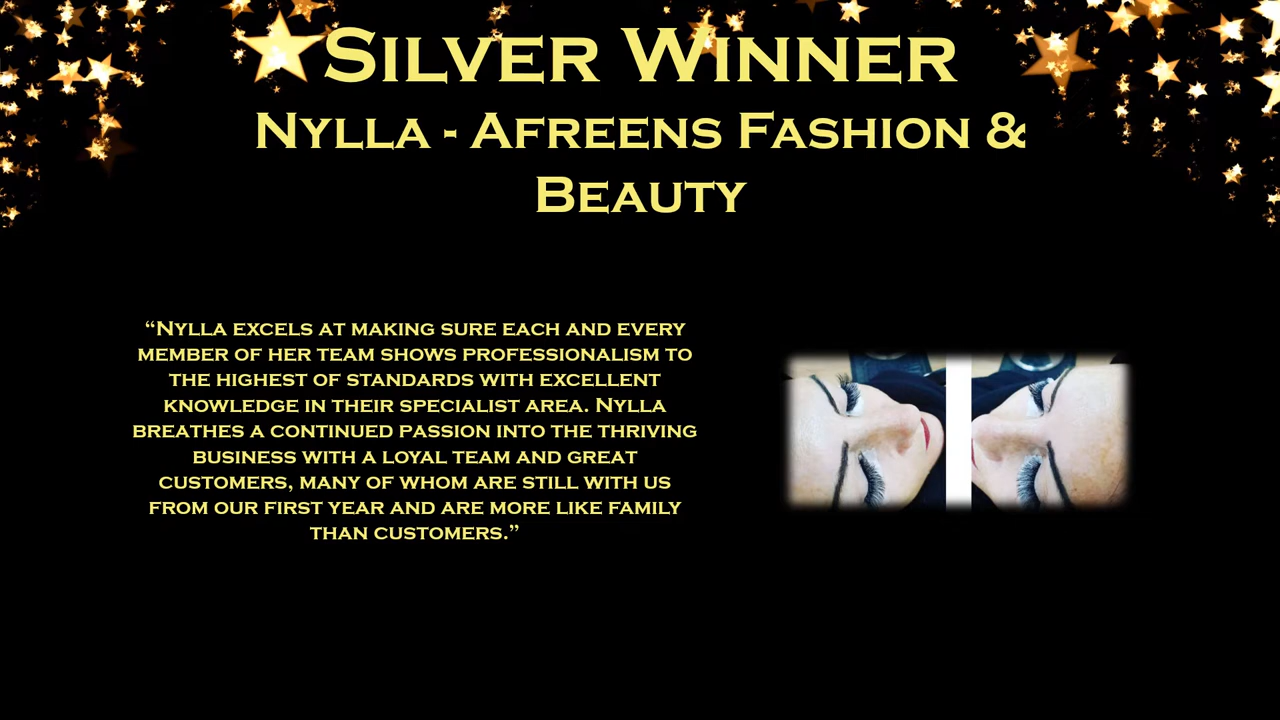 Silver Winner
Nylla - Afreens Fashion &
Beauty
“Nylla excels at making sure each and every
member of her team shows professionalism to
the highest of standards with excellent
knowledge in their specialist area. Nylla
breathes a continued passion into the thriving
business with a loyal team and great
customers, many of whom are still with us
from our first year and are more like family
than customers.”